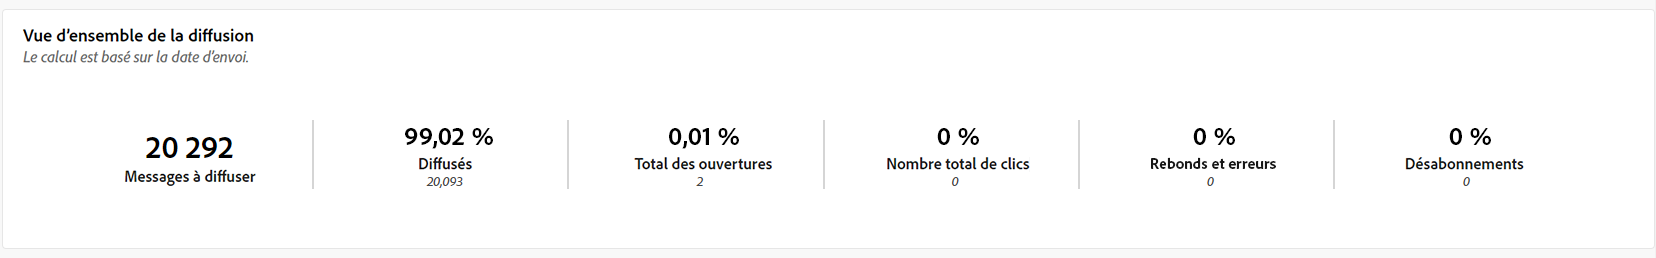 Vue d'ensemble de la diffusion
Le calcul est basé sur la date d'envoi.
20 292
Messages à diffuser
99,02 %
Diffusés
20,093
0,01 %
Total des ouvertures
2
0 %
Nombre total de clics
0
0 %
Rebonds et erreurs
0
0 %
Désabonnements
0